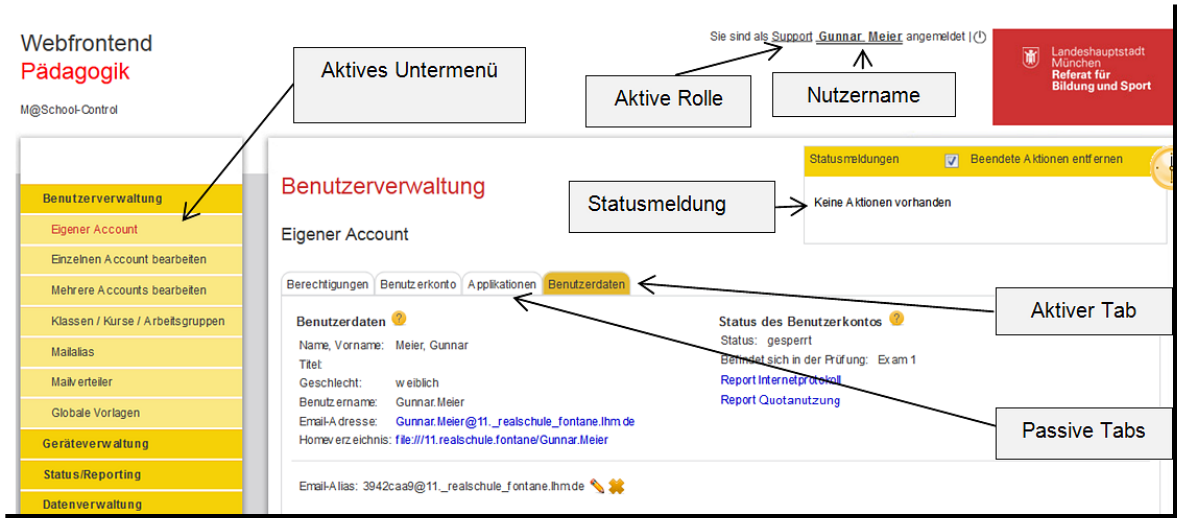 Webfrontend
Pädagogik
M@School-Control
Aktives Untermenü
Sie sind als Support Gunnar Meier angemeldet |
Aktive Rolle
Nutzername
Landeshauptstadt
München
Referat für
Bildung und Sport
Benutzerverwaltung
Eigener Account
Einzelnen Account bearbeiten
Mehrere Accounts bearbeiten
Klassen / Kurse / Arbeitsgruppen
Mailalias
Mailverteiler
Globale Vorlagen
Geräteverwaltung
Status/Reporting
Datenverwaltung
Benutzerverwaltung
Eigener Account
Statusmeldung
Statusmeldungen Beendete Aktionen entfernen
Keine Aktionen vorhanden
Berechtigungen Benutzerkonto Applikationen Benutzerdaten
Aktiver Tab
Passive Tabs
Benutzerdaten ?
Name, Vorname: Meier, Gunnar
Titel:
Geschlecht: weiblich
Benutzername: Gunnar.Meier
Email-Adresse: Gunnar.Meier@11._realschule_fontane.lhm.de
Homeverzeichnis: file:///11.realschule.fontane/Gunnar.Meier
Status des Benutzerkontos ?
Status: gesperrt
Befindet sich in der Prüfung: Exam 1
Report Internetprotokoll
Report Quotanutzung
Email-Alias: 3942caa9@11._realschule_fontane.lhm.de